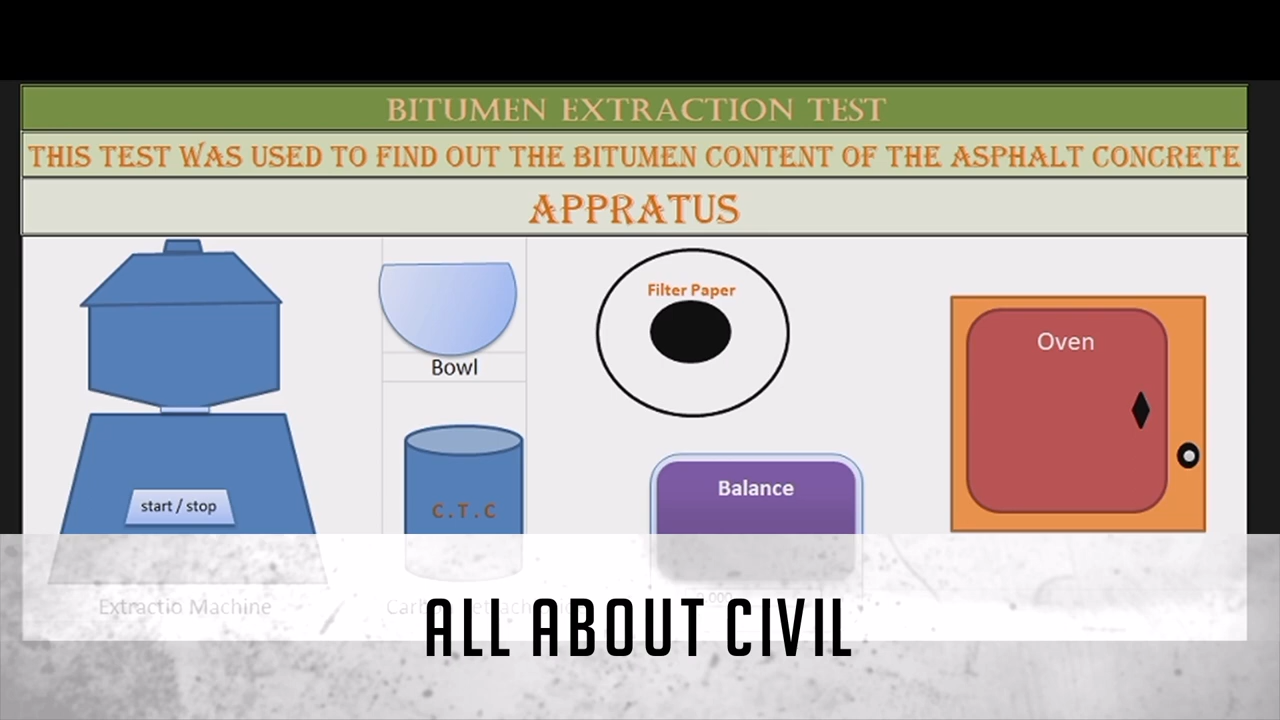 BITUMEN EXTRACTION TEST
THIS TEST WAS USED TO FIND OUT THE BITUMEN CONTENT OF THE ASPHALT CONCRETE
APPRATUS
Filter Paper
Oven
Bowl
Balance
start / stop
C.T.C
Extractio Machine
ALL ABOUT CIVIL